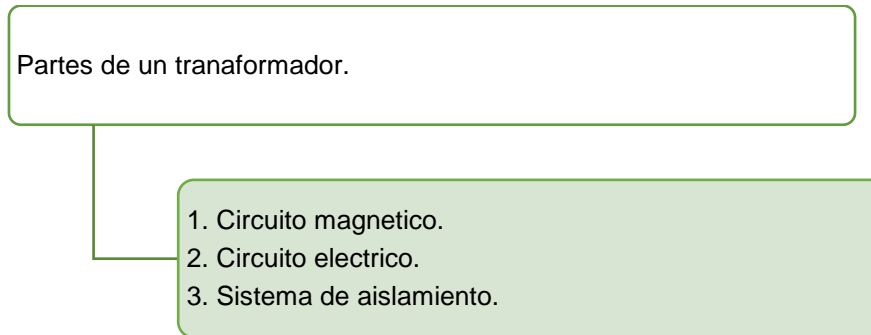 Partes de un tranaformador.
1. Circuito magnetico.
2. Circuito electrico.
3. Sistema de aislamiento.